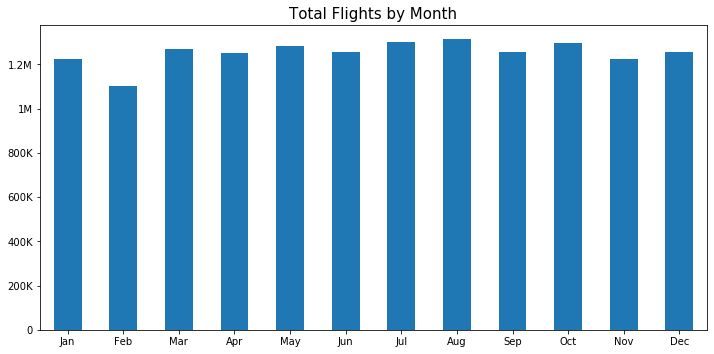 Total Flights by Month
1.2M
1M
800K
600K
400K
200K
0
Jan Feb Mar Apr May Jun Jul Aug Sep Oct Nov Dec